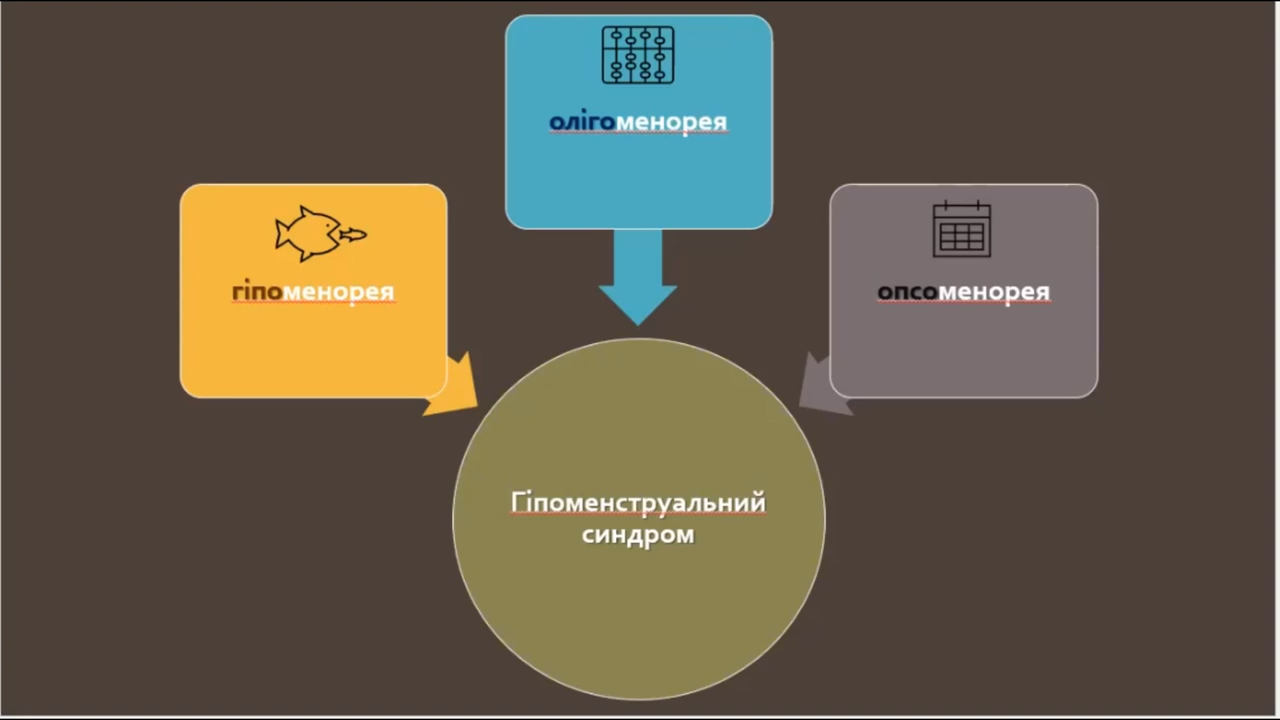 олігоменорея
гіпоменорея
опсоменорея
Гіпоменструальний
синдром